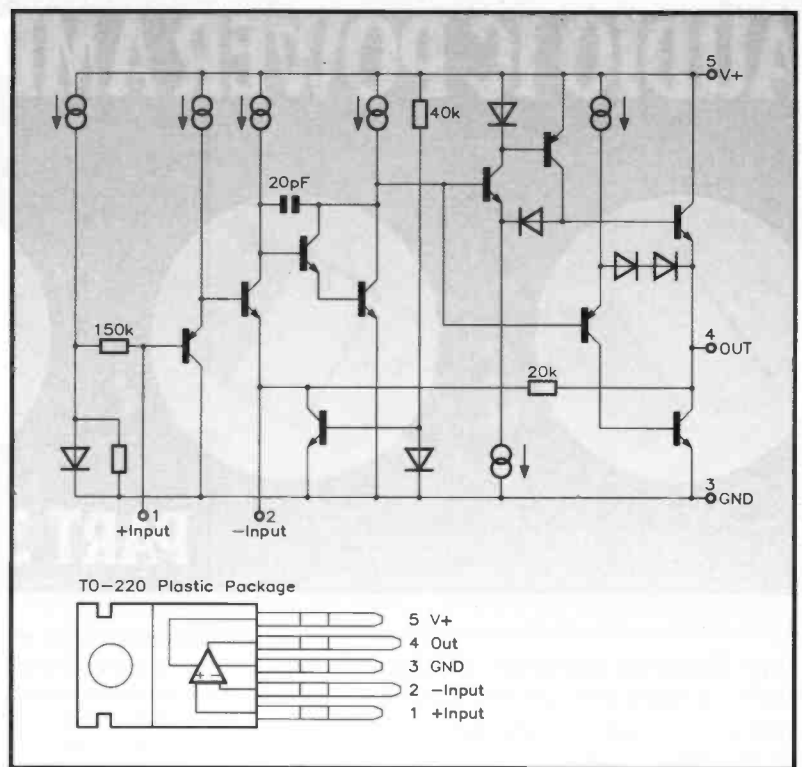 5
V+
40k
20pF
150k
4
OUT
20k
3
GND
1
+Input
2
-Input
TO-220 Plastic Package
5 V+
4 Out
3 GND
2 -Input
1 +Input
+ -